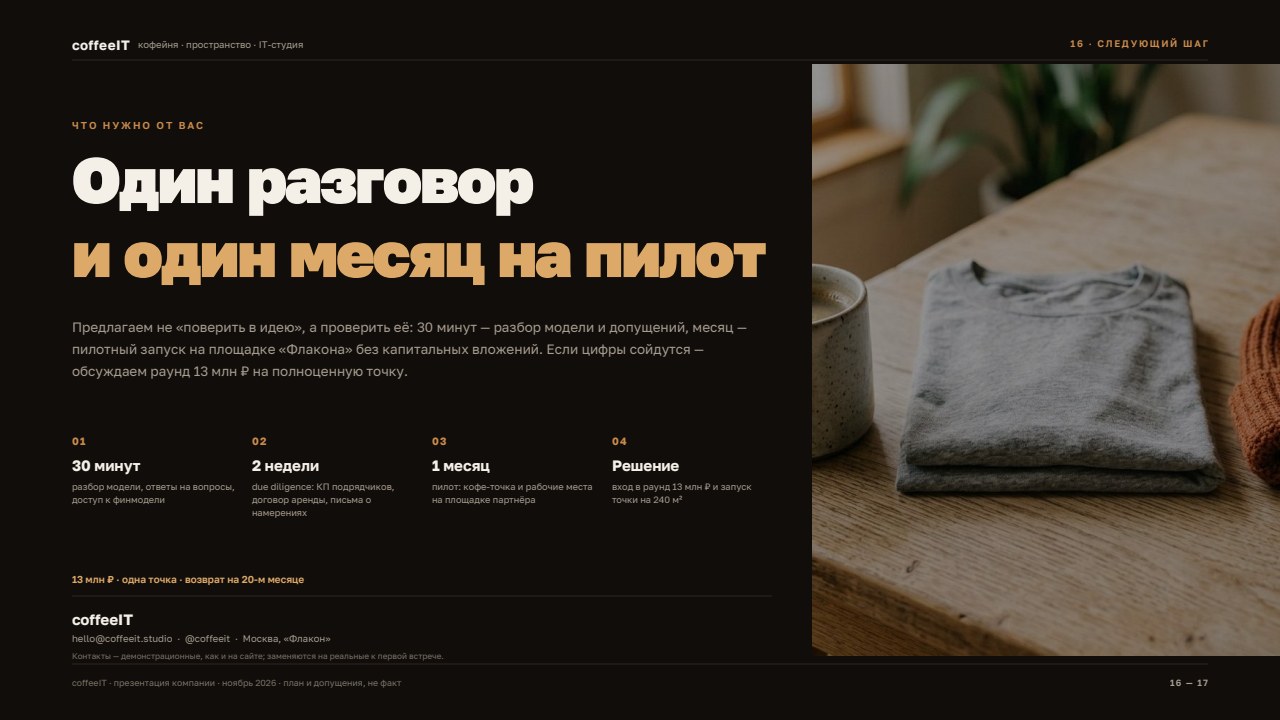 coffeeIT кофейня · пространство · IT-студия
16 · СЛЕДУЮЩИЙ ШАГ
ЧТО НУЖНО ОТ ВАС
Один разговор
и один месяц на пилот
Предлагаем не «поверить в идею», а проверить её: 30 минут — разбор модели и допущений, месяц —
пилотный запуск на площадке «Флакона» без капитальных вложений. Если цифры сойдутся —
обсуждаем раунд 13 млн ₽ на полноценную точку.
01
30 минут
разбор модели, ответы на вопросы,
доступ к финмодели
02
2 недели
due diligence: КП подрядчиков,
договор аренды, письма о
намерениях
03
1 месяц
пилот: кофе-точка и рабочие места
на площадке партнёра
04
Решение
вход в раунд 13 млн ₽ и запуск
точки на 240 м²
13 млн ₽ · одна точка · возврат на 20-м месяце
coffeeIT
hello@coffeeit.studio · @coffeeit · Москва, «Флакон»
Контакты — демонстрационные, как и на сайте; заменяются на реальные к первой встрече.
coffeeIT · презентация компании · ноябрь 2026 · план и допущения, не факт
16 — 17